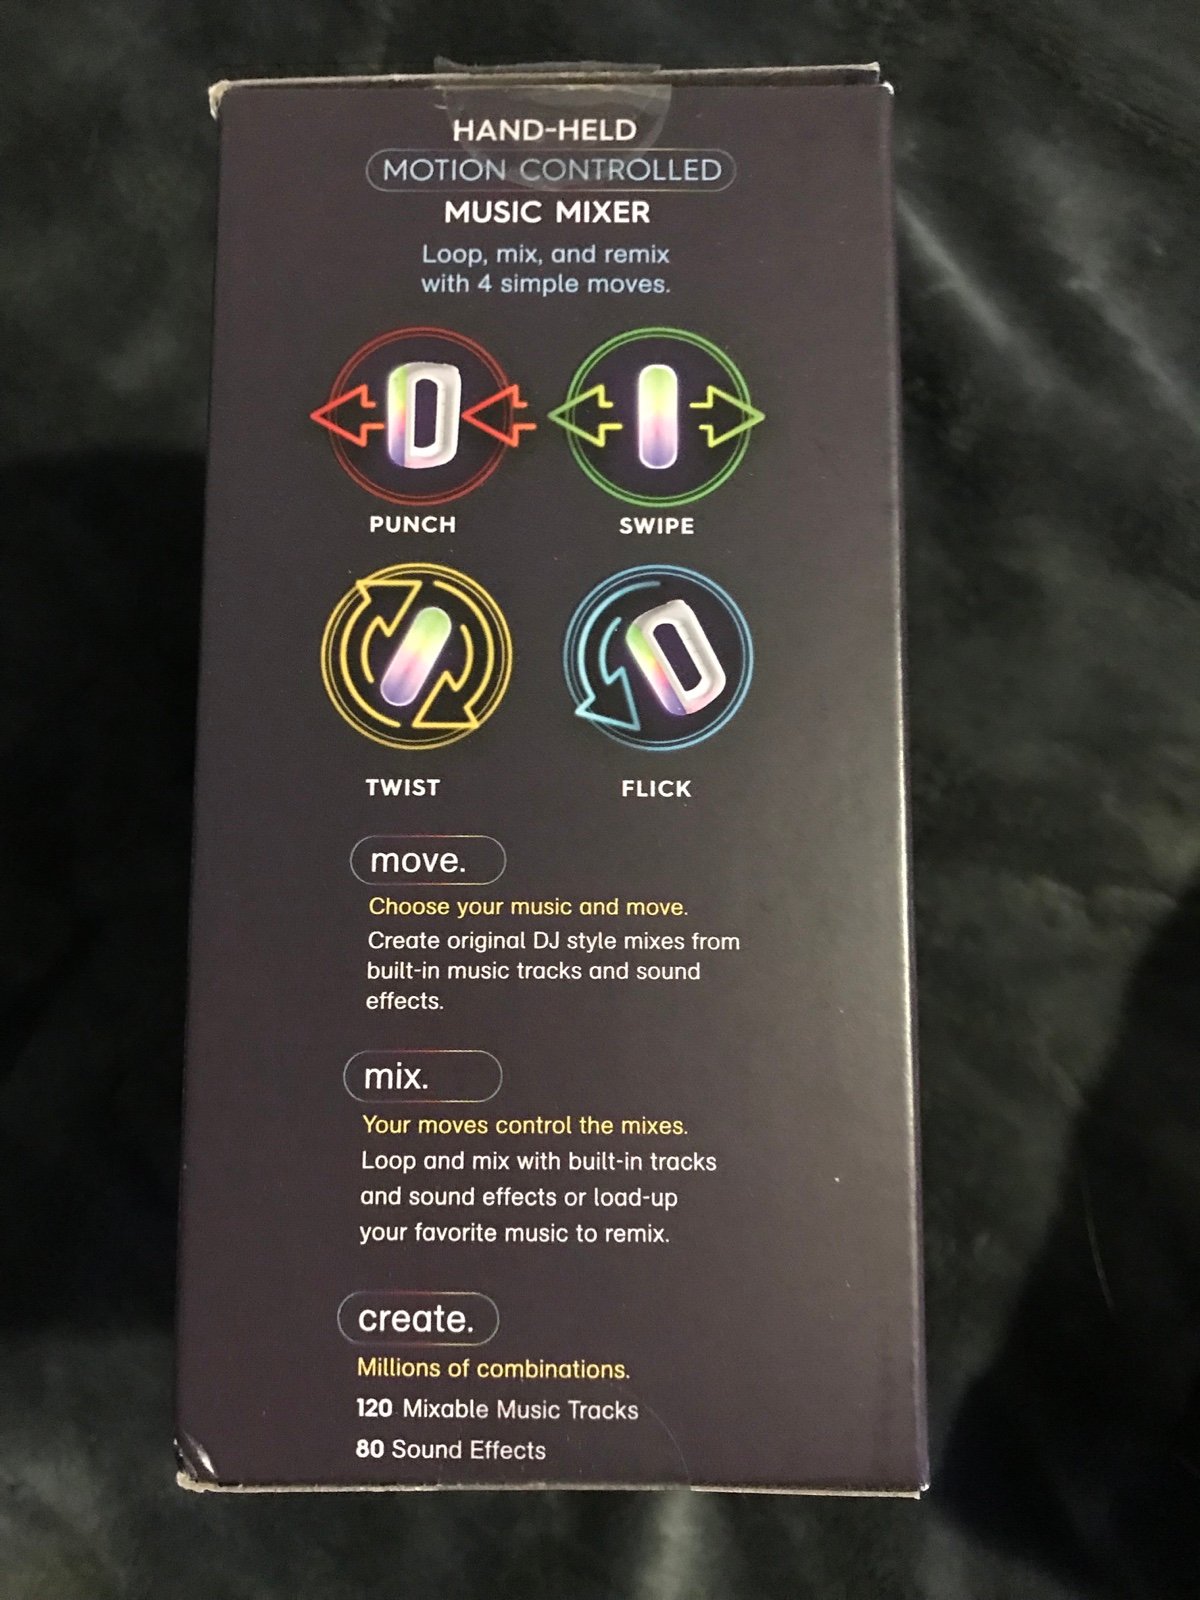 HAND-HELD
MOTION CONTROLLED
MUSIC MIXER
Loop, mix, and remix
with 4 simple moves.
PUNCH
SWIPE
TWIST
FLICK
move.
Choose your music and move.
Create original DJ style mixes from
built-in music tracks and sound
effects.
mix.
Your moves control the mixes.
Loop and mix with built-in tracks
and sound effects or load-up
your favorite music to remix.
create.
Millions of combinations.
120 Mixable Music Tracks
80 Sound Effects